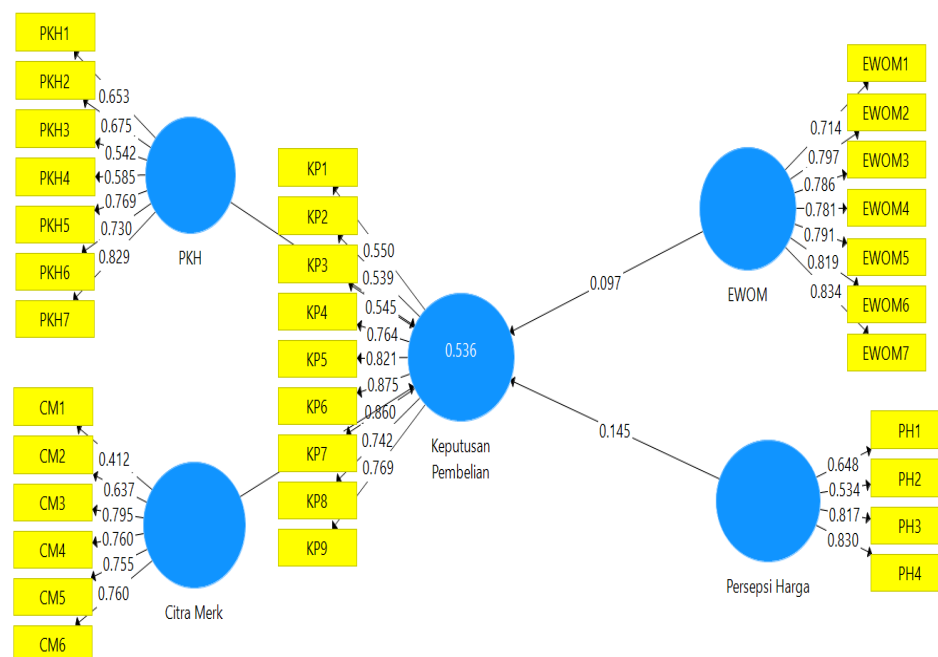 PKH1
PKH2
PKH3
PKH4
PKH5
PKH6
PKH7
0.653
0.675
0.542
0.585
0.769
0.730
0.829
PKH
CM1
CM2
CM3
CM4
CM5
CM6
0.412
0.637
0.795
0.760
0.755
0.760
Citra Merk
KP1
KP2
KP3
KP4
KP5
KP6
KP7
KP8
KP9
0.550
0.539
0.545
0.764
0.821
0.875
0.860
0.742
0.769
0.536
Keputusan
Pembelian
0.097
0.145
EWOM
0.714
0.797
0.786
0.781
0.791
0.819
0.834
EWOM1
EWOM2
EWOM3
EWOM4
EWOM5
EWOM6
EWOM7
Persepsi Harga
0.648
0.534
0.817
0.830
PH1
PH2
PH3
PH4